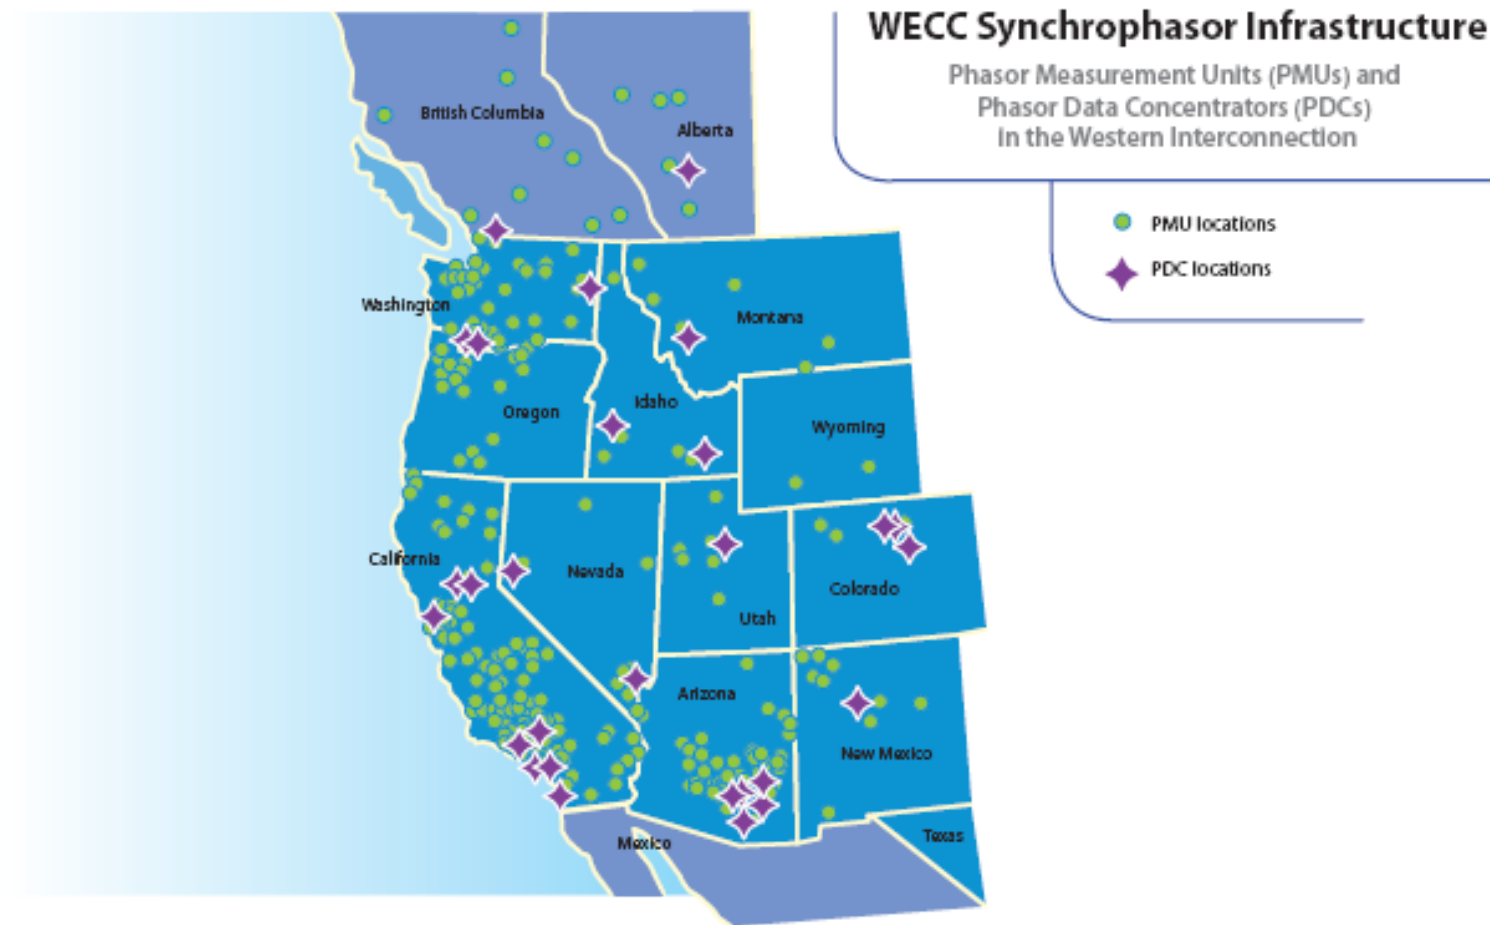 WECC Synchrophasor Infrastructure
Phasor Measurement Units (PMUs) and
Phasor Data Concentrators (PDCs)
in the Western Interconnection
PMU locations
PDC locations
British Columbia
Alberta
Washington
Montana
Oregon
Idaho
Wyoming
California
Nevada
Utah
Colorado
Arizona
New Mexico
Mexico
Texas